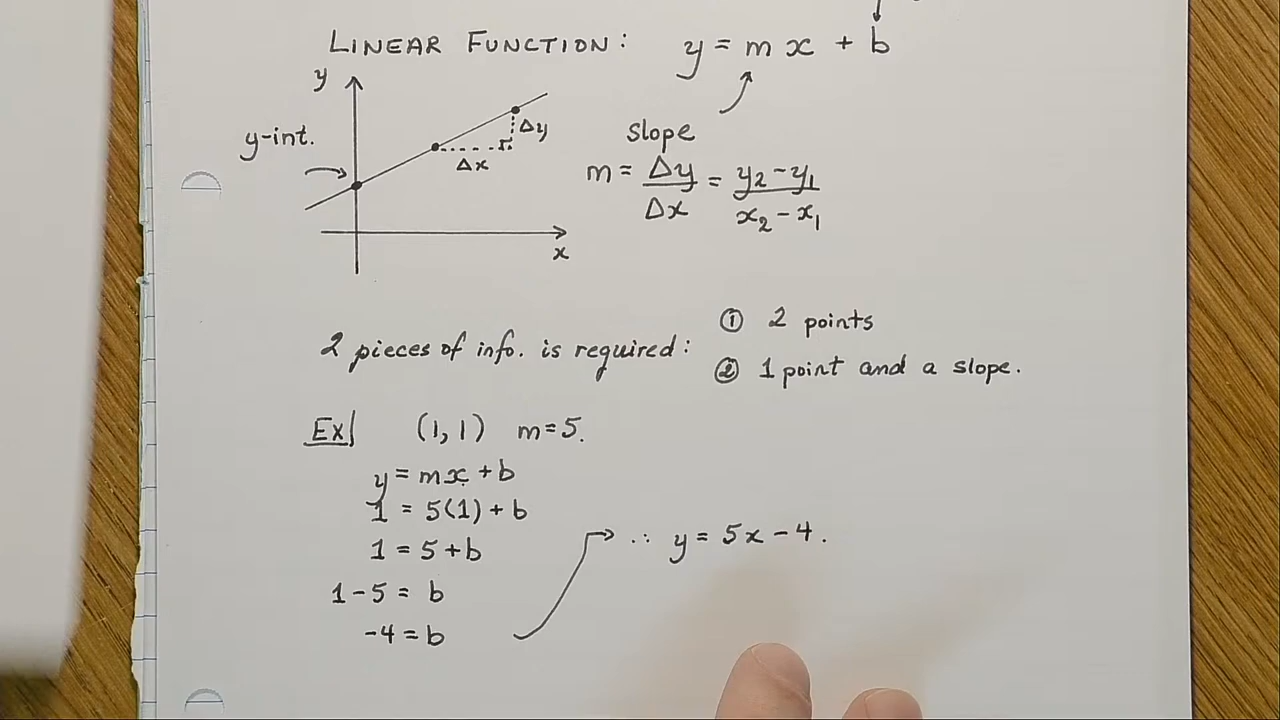 LINEAR FUNCTION: y = mx + b
y
y-int.
Δy
Δx
x
slope
m = Δy/Δx = y₂-y₁/x₂-x₁
2 pieces of info. is required:
① 2 points
② 1 point and a slope.
Ex (1,1) m=5.
y = mx + b
1 = 5(1) + b
1 = 5 + b
1-5 = b
-4 = b
∴ y = 5x - 4.